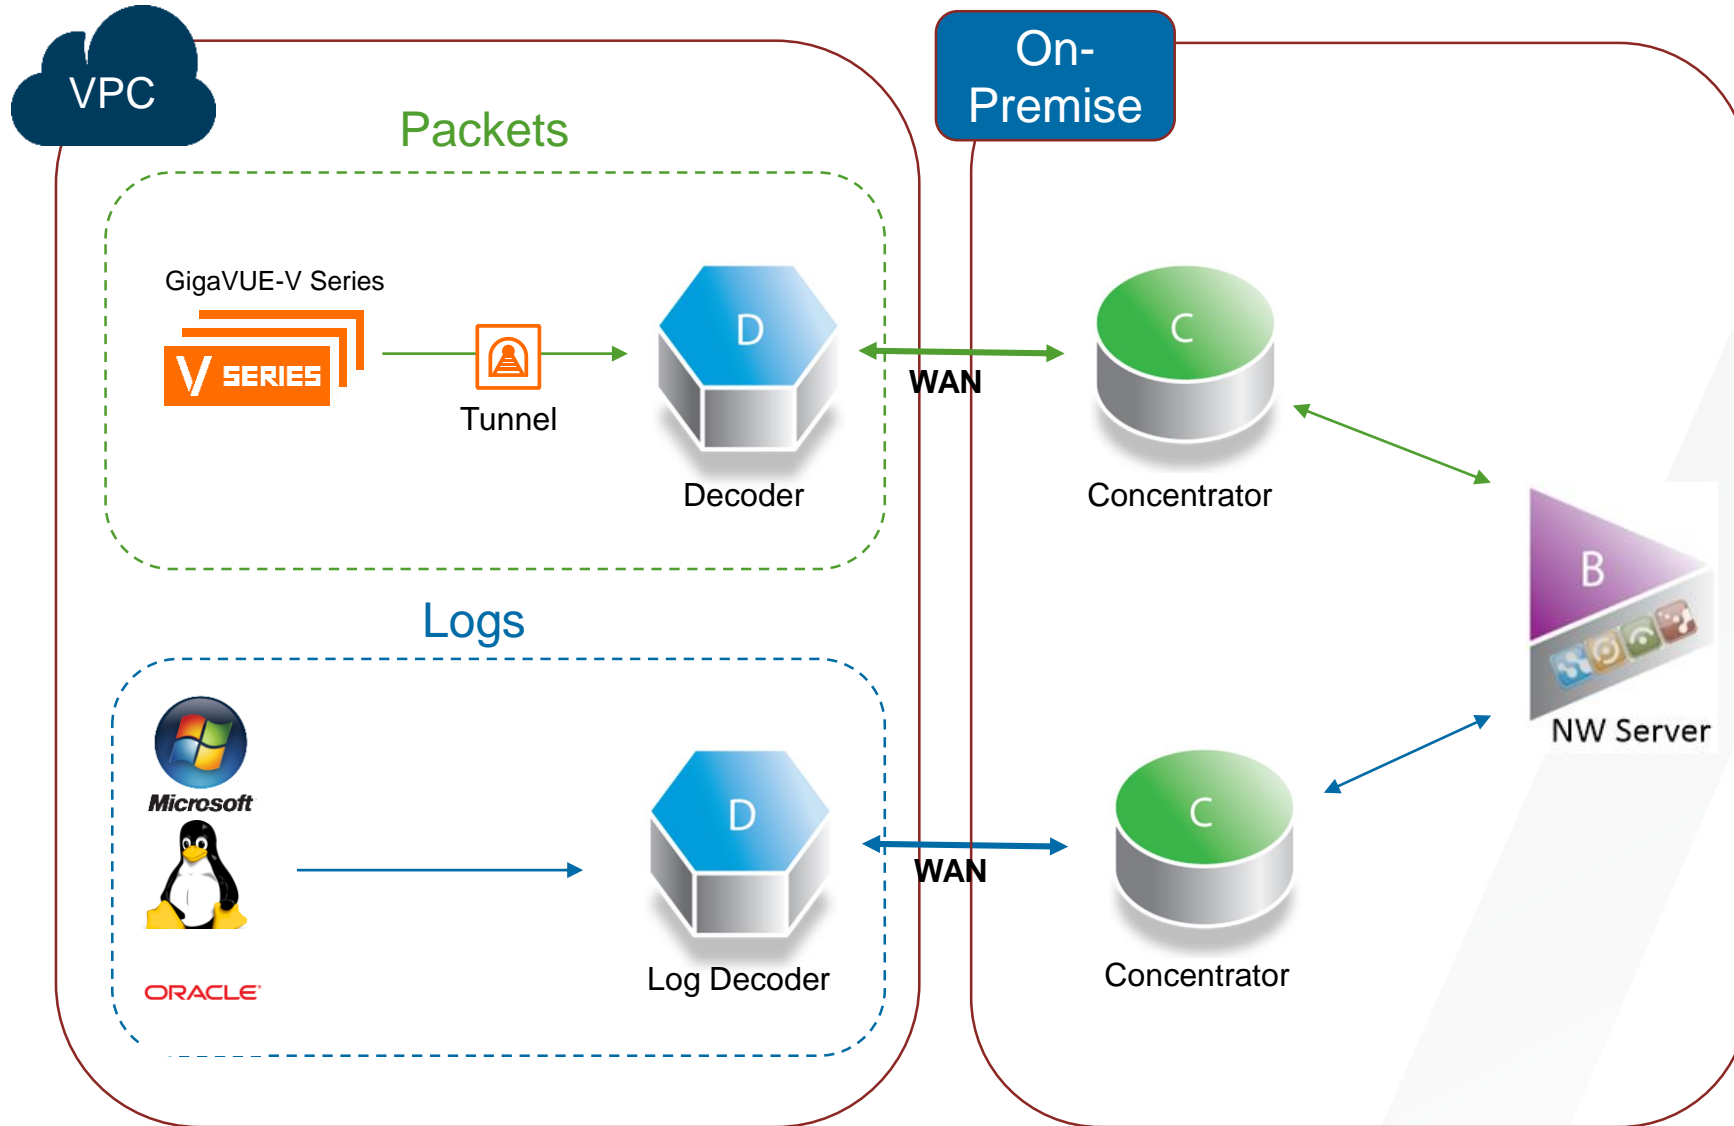 VPC
On-
Premise
Packets
GigaVUE-V Series
V SERIES
Tunnel
D
Decoder
WAN
C
Concentrator
B
NW Server
Logs
Microsoft
ORACLE
D
Log Decoder
WAN
C
Concentrator